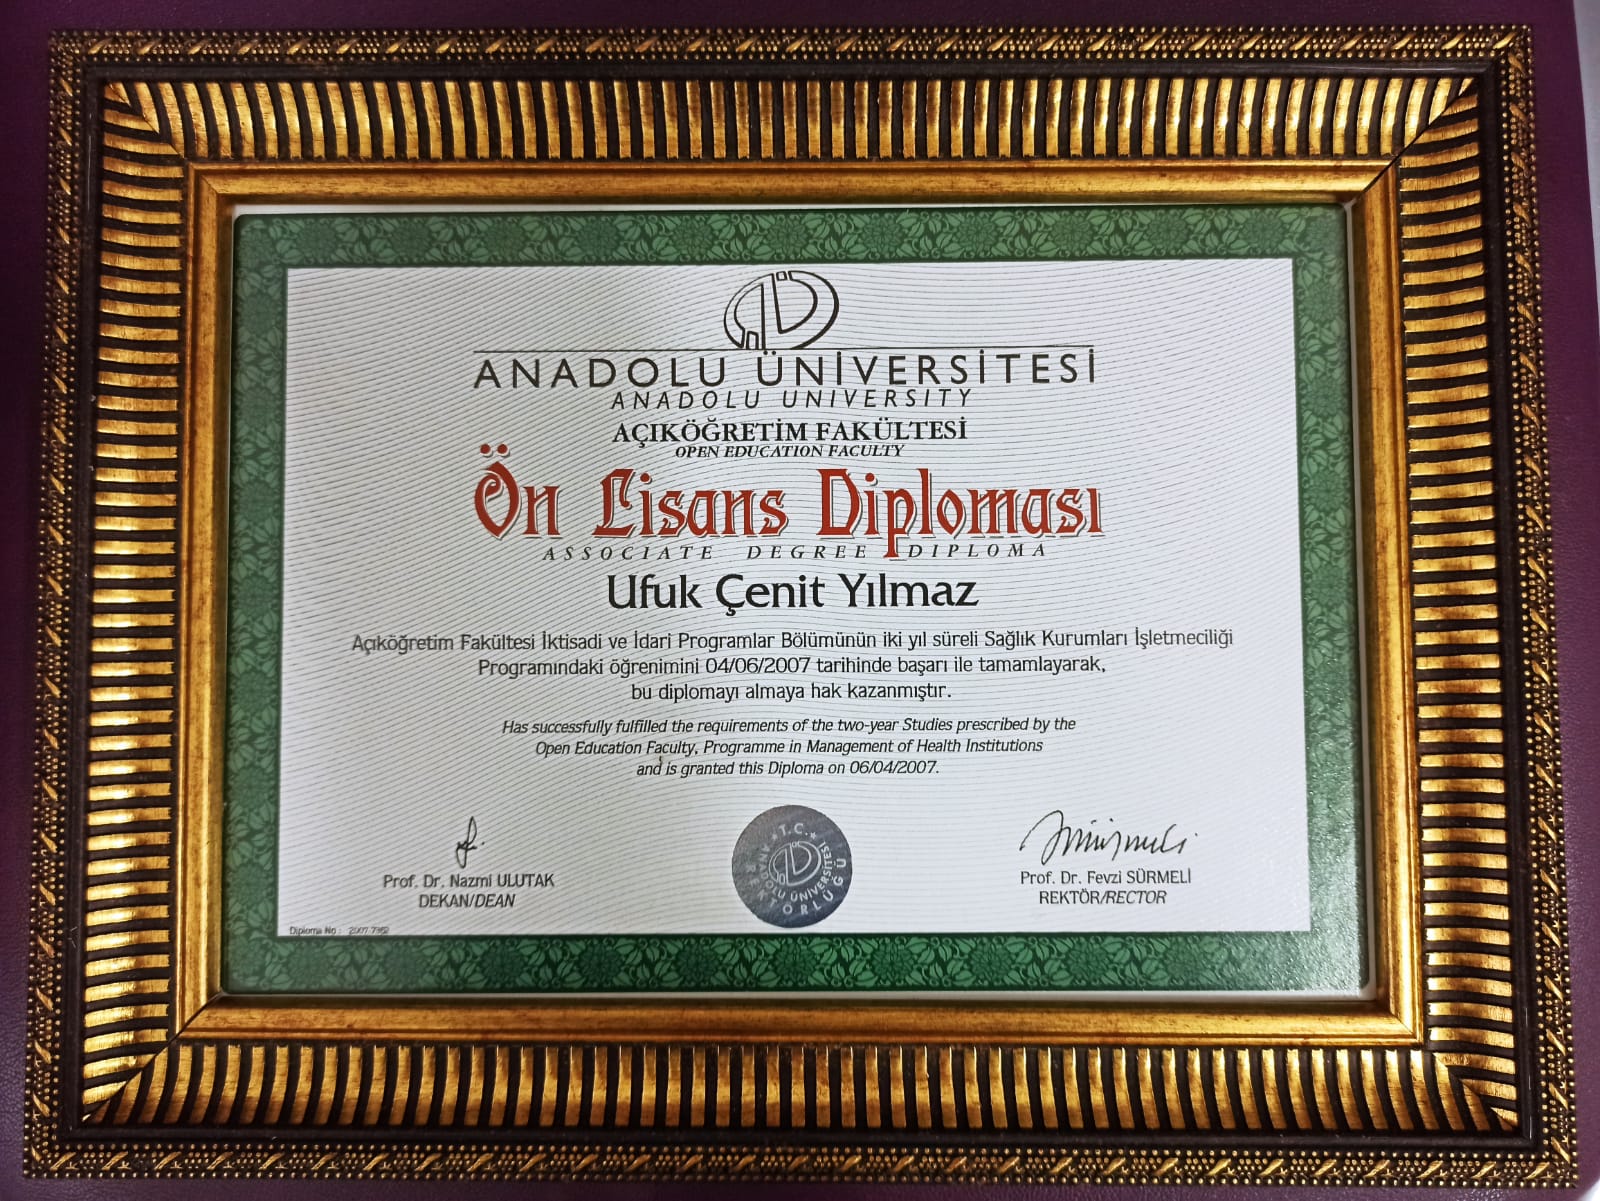 ANADOLU ÜNİVERSİTESİ
ANADOLU UNIVERSITY
AÇIKÖĞRETİM FAKÜLTESİ
OPEN EDUCATION FACULTY
Ön Lisans Diploması
ASSOCIATE DEGREE DIPLOMA
Ufuk Çenit Yılmaz
Açıköğretim Fakültesi İktisadi ve İdari Programlar Bölümünün iki yıl süreli Sağlık Kurumları İşletmeciliği
Programındaki öğrenimini 04/06/2007 tarihinde başarı ile tamamlayarak,
bu diplomayı almaya hak kazanmıştır.
Has successfully fulfilled the requirements of the two-year Studies prescribed by the
Open Education Faculty, Programme in Management of Health Institutions
and is granted this Diploma on 06/04/2007.
Prof. Dr. Nazmi ULUTAK
DEKAN/DEAN
T.C.
ANADOLU ÜNİVERSİTESİ
REKTÖRLÜĞÜ
Prof. Dr. Fevzi SÜRMELİ
REKTÖR/RECTOR
Diploma No :